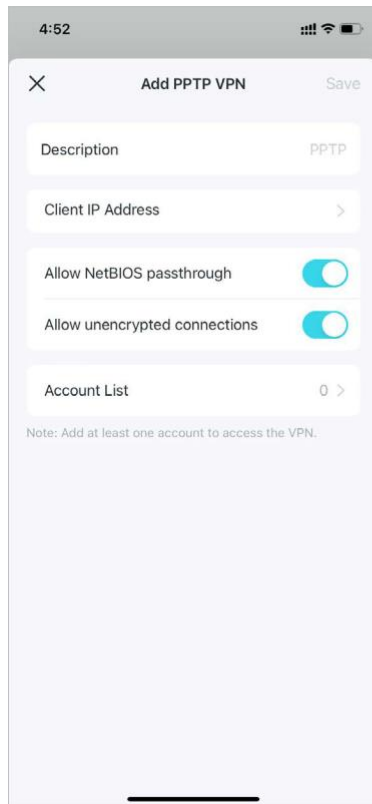 4:52
Add PPTP VPN Save
Description PPTP
Client IP Address
Allow NetBIOS passthrough
Allow unencrypted connections
Account List 0
Note: Add at least one account to access the VPN.